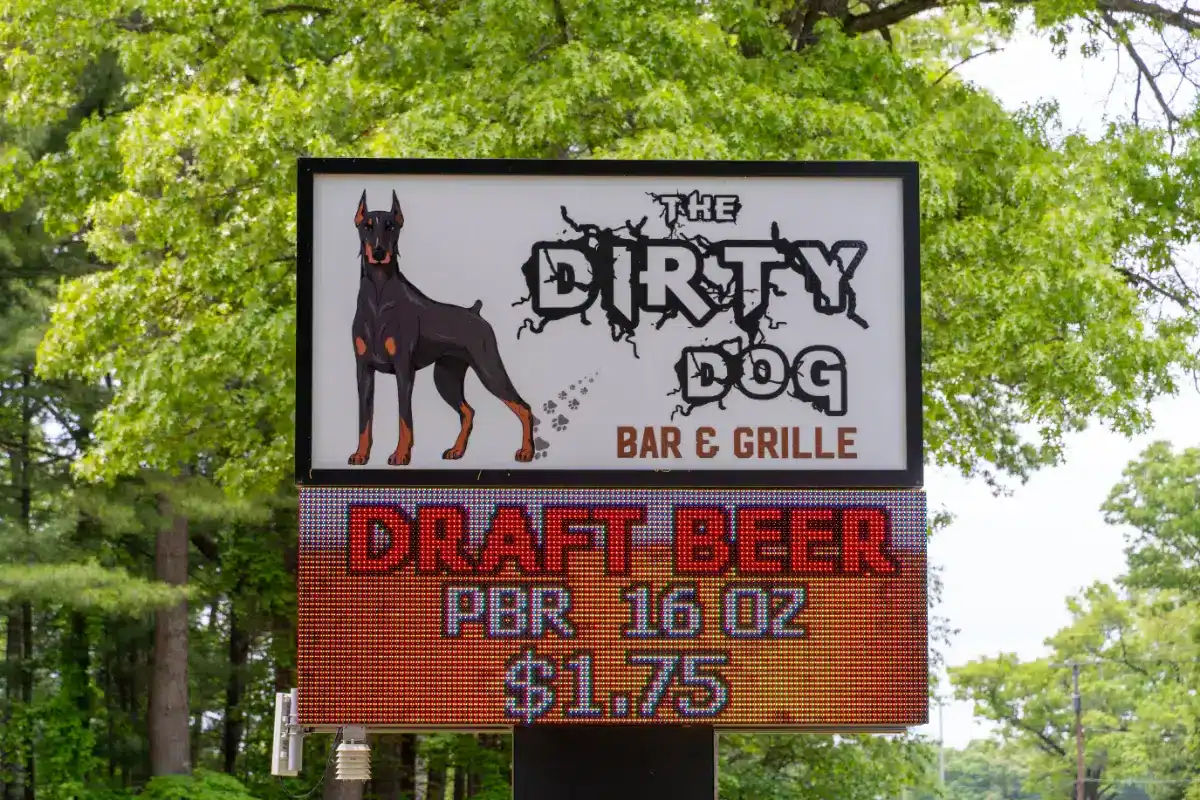 THE
DIRTY
DOG
BAR & GRILLE
DRAFT BEER
PBR 16 OZ
$1.75